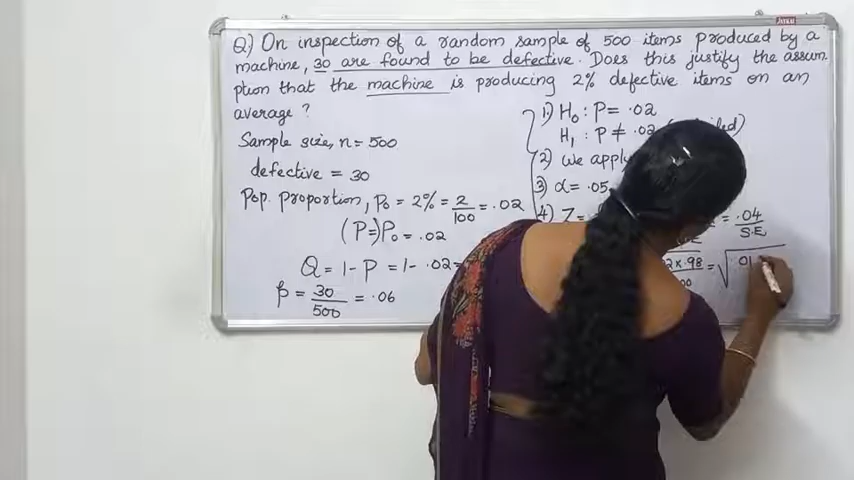 Q.) On inspection of a random sample of 500 items produced by a
machine, 30 are found to be defective. Does this justify the assum
ption that the machine is producing 2% defective items on an
average ?
Sample size, n = 500
defective = 30
Pop. proportion, P₀ = 2% = 2/100 = .02
(P=) P₀ = .02
Q = 1 - P = 1 - .02 =
p = 30/500 = .06
1) H₀ : P = .02
H₁ : P ≠ .02
2) we apply
3) α = .05
4) Z = = .04/S.E.
× .98 = √.01